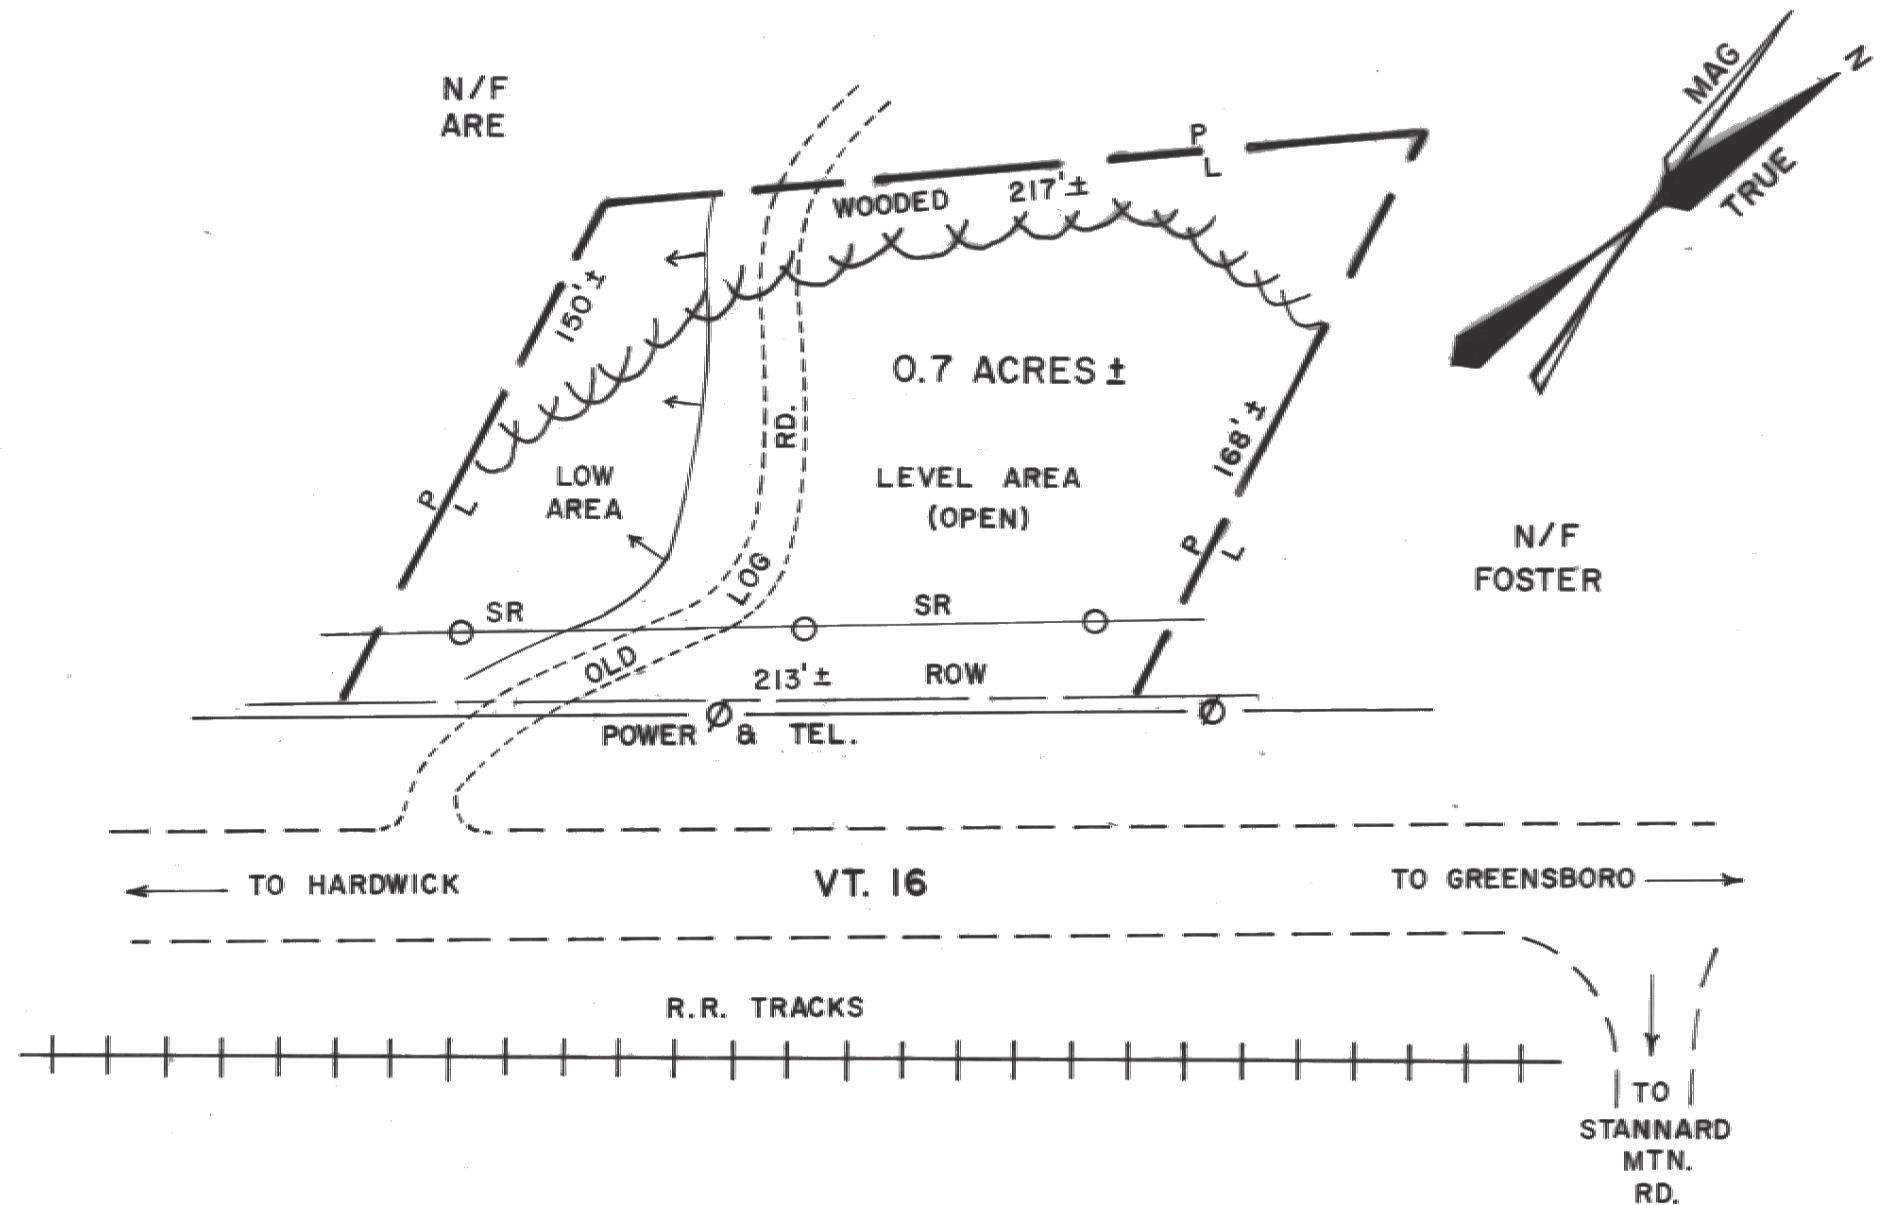 N/F
ARE
MAG
N
TRUE
P
L
WOODED
217'±
150'±
0.7 ACRES ±
RD.
168'±
LOW
AREA
LEVEL AREA
(OPEN)
P
L
P
L
N/F
FOSTER
LOG
SR
SR
OLD
213'±
ROW
POWER & TEL.
TO HARDWICK
VT. 16
TO GREENSBORO
R.R. TRACKS
TO
STANNARD
MTN.
RD.